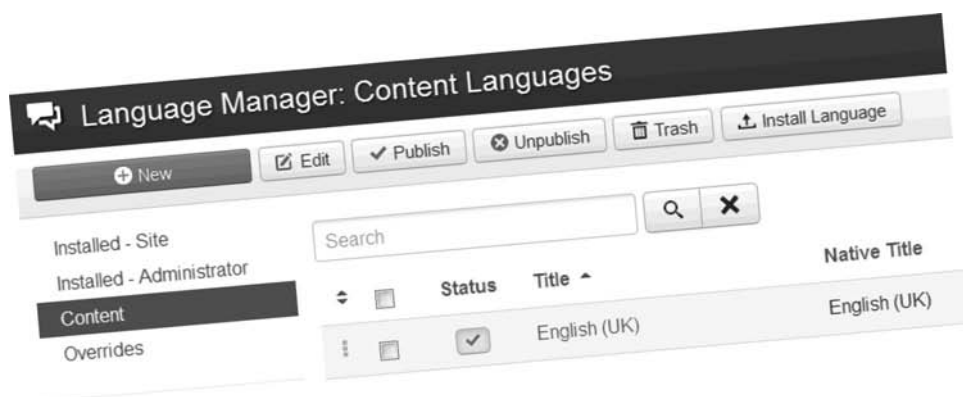 Language Manager: Content Languages
New Edit Publish Unpublish Trash Install Language
Installed - Site
Installed - Administrator
Content
Overrides
Search
Status Title Native Title
English (UK) English (UK)